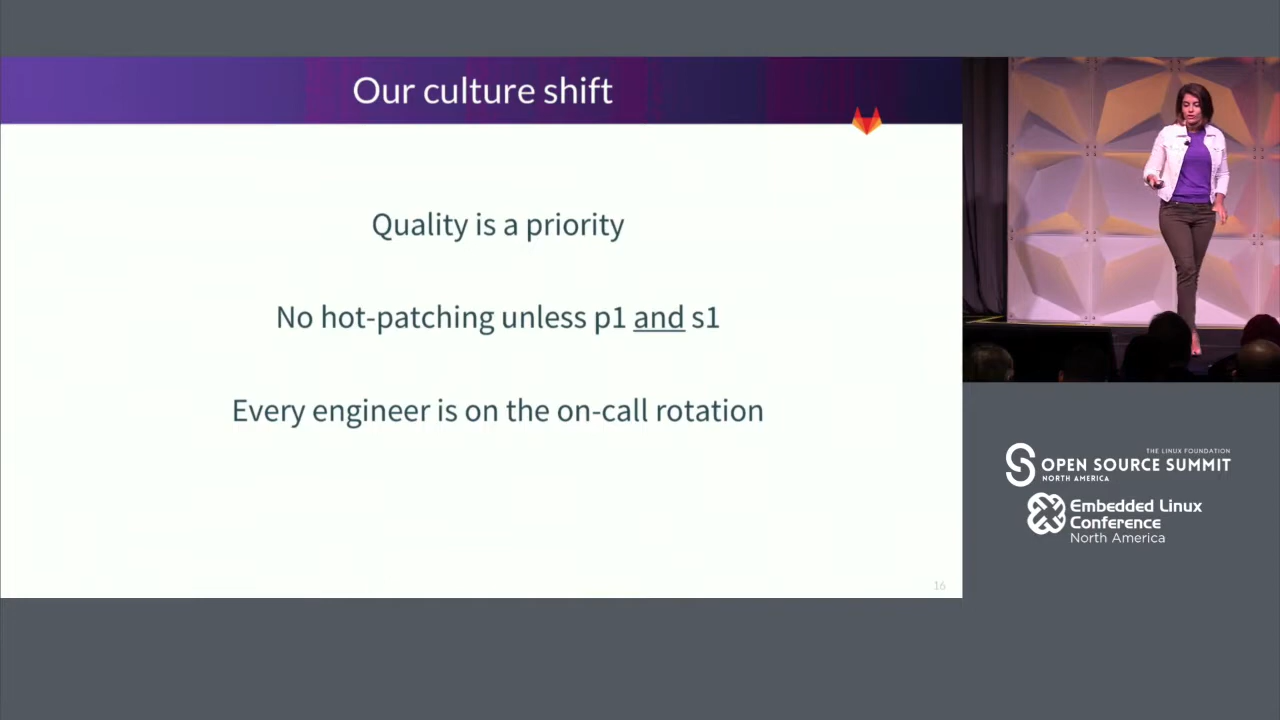 Our culture shift
Quality is a priority
No hot-patching unless p1 and s1
Every engineer is on the on-call rotation
16
THE LINUX FOUNDATION
OPEN SOURCE SUMMIT
NORTH AMERICA
Embedded Linux
Conference
North America